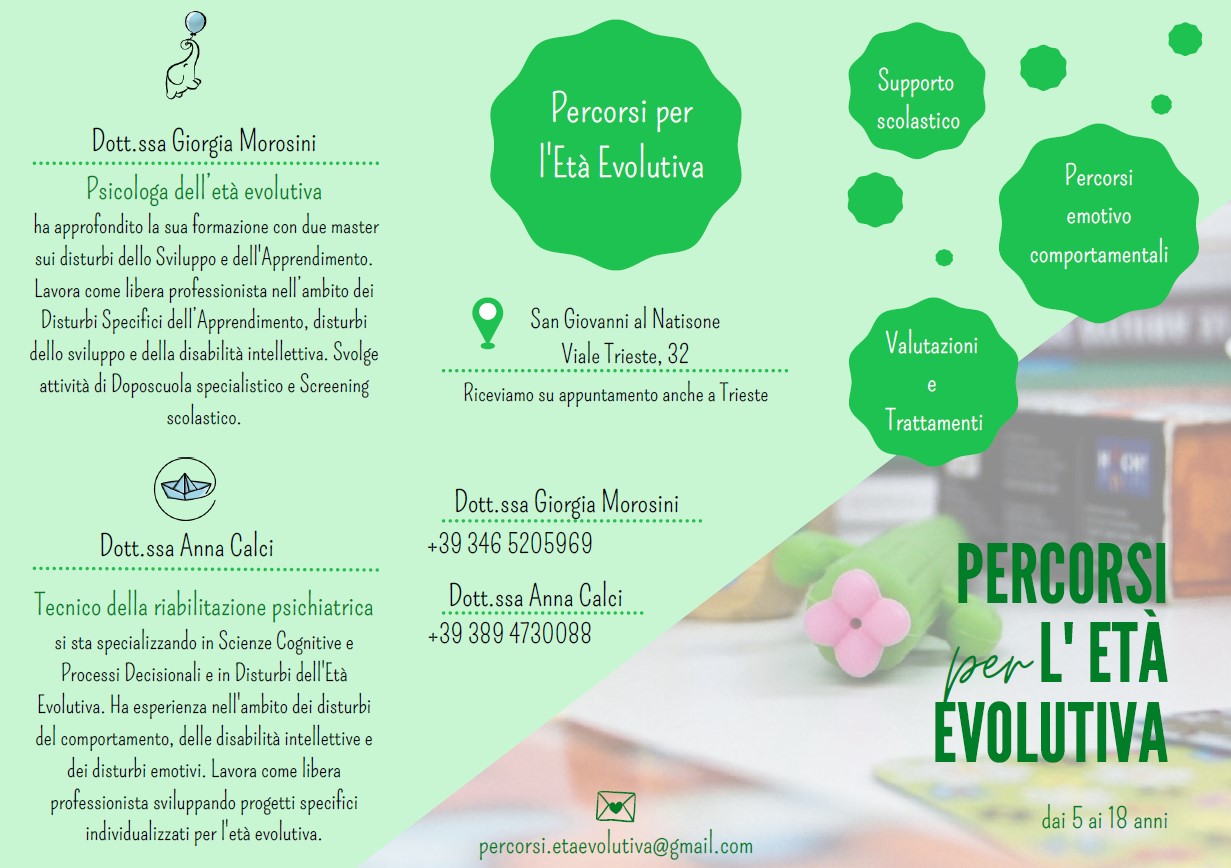 Dott.ssa Giorgia Morosini
Psicologa dell'età evolutiva
ha approfondito la sua formazione con due master
sui disturbi dello Sviluppo e dell'Apprendimento.
Lavora come libera professionista nell'ambito dei
Disturbi Specifici dell'Apprendimento, disturbi
dello sviluppo e della disabilità intellettiva. Svolge
attività di Doposcuola specialistico e Screening
scolastico.
Dott.ssa Anna Calci
Tecnico della riabilitazione psichiatrica
si sta specializzando in Scienze Cognitive e
Processi Decisionali e in Disturbi dell'Età
Evolutiva. Ha esperienza nell'ambito dei disturbi
del comportamento, delle disabilità intellettive e
dei disturbi emotivi. Lavora come libera
professionista sviluppando progetti specifici
individualizzati per l'età evolutiva.
Percorsi per
l'Età Evolutiva
San Giovanni al Natisone
Viale Trieste, 32
Riceviamo su appuntamento anche a Trieste
Dott.ssa Giorgia Morosini
+39 346 5205969
Dott.ssa Anna Calci
+39 389 4730088
percorsi.etaevolutiva@gmail.com
Supporto
scolastico
Percorsi
emotivo
comportamentali
Valutazioni
e
Trattamenti
PERCORSI
per L' ETÀ
EVOLUTIVA
dai 5 ai 18 anni